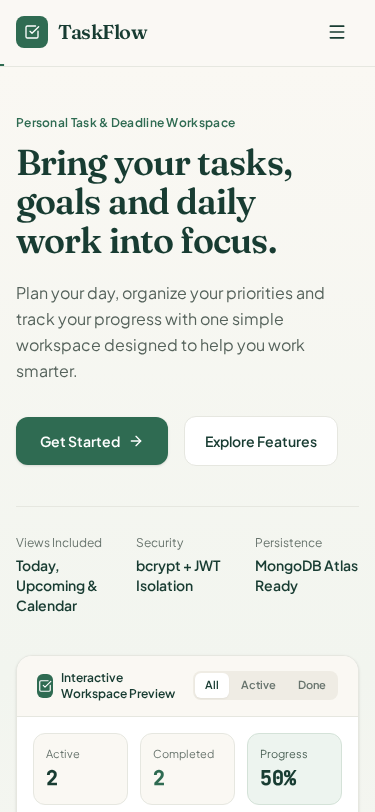 TaskFlow
Personal Task & Deadline Workspace
Bring your tasks,
goals and daily
work into focus.
Plan your day, organize your priorities and
track your progress with one simple
workspace designed to help you work
smarter.
Get Started
Explore Features
Views Included
Today,
Upcoming &
Calendar
Security
bcrypt + JWT
Isolation
Persistence
MongoDB Atlas
Ready
Interactive
Workspace Preview
All
Active
Done
Active
2
Completed
2
Progress
50%